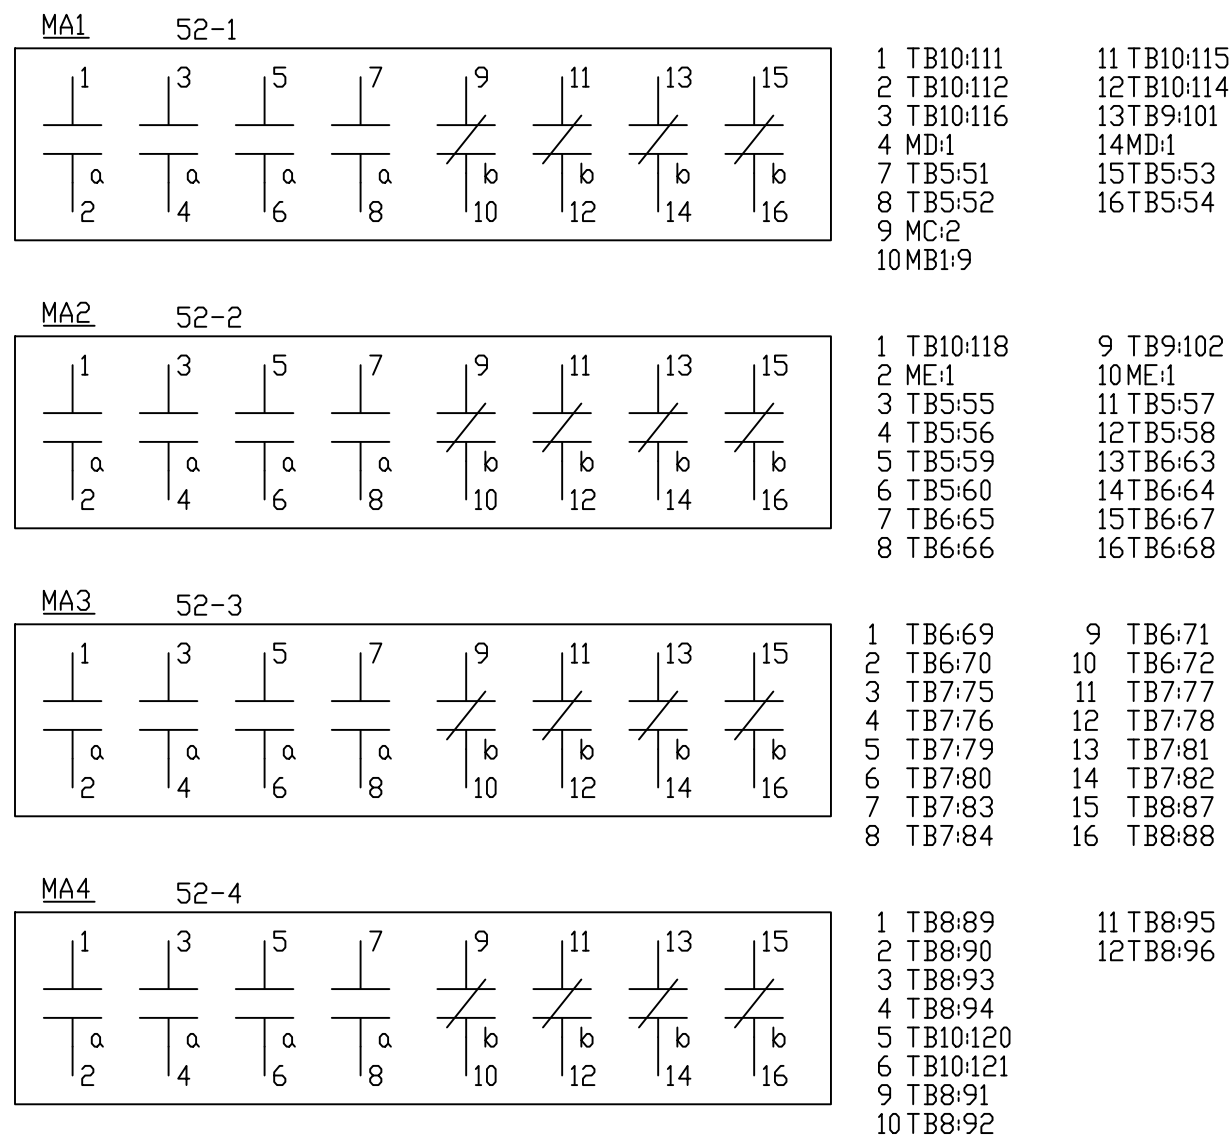 MA1 52-1
1 3 5 7 9 11 13 15
a a a a b b b b
2 4 6 8 10 12 14 16
1 TB10:111 11 TB10:115
2 TB10:112 12 TB10:114
3 TB10:116 13 TB9:101
4 MD:1 14 MD:1
7 TB5:51 15 TB5:53
8 TB5:52 16 TB5:54
9 MC:2
10 MB1:9
MA2 52-2
1 3 5 7 9 11 13 15
a a a a b b b b
2 4 6 8 10 12 14 16
1 TB10:118 9 TB9:102
2 ME:1 10 ME:1
3 TB5:55 11 TB5:57
4 TB5:56 12 TB5:58
5 TB5:59 13 TB6:63
6 TB5:60 14 TB6:64
7 TB6:65 15 TB6:67
8 TB6:66 16 TB6:68
MA3 52-3
1 3 5 7 9 11 13 15
a a a a b b b b
2 4 6 8 10 12 14 16
1 TB6:69 9 TB6:71
2 TB6:70 10 TB6:72
3 TB7:75 11 TB7:77
4 TB7:76 12 TB7:78
5 TB7:79 13 TB7:81
6 TB7:80 14 TB7:82
7 TB7:83 15 TB8:87
8 TB7:84 16 TB8:88
MA4 52-4
1 3 5 7 9 11 13 15
a a a a b b b b
2 4 6 8 10 12 14 16
1 TB8:89 11 TB8:95
2 TB8:90 12 TB8:96
3 TB8:93
4 TB8:94
5 TB10:120
6 TB10:121
9 TB8:91
10 TB8:92